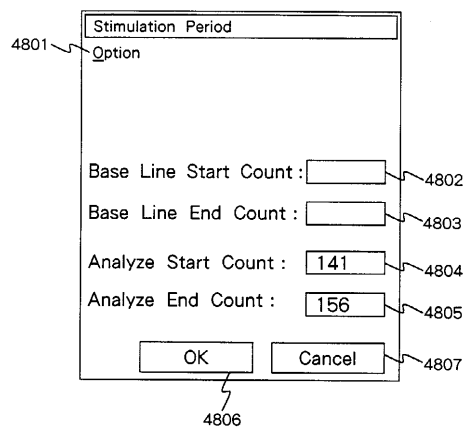 Stimulation Period
4801
Option
Base Line Start Count :
4802
Base Line End Count :
4803
Analyze Start Count : 141
4804
Analyze End Count : 156
4805
OK Cancel
4807
4806